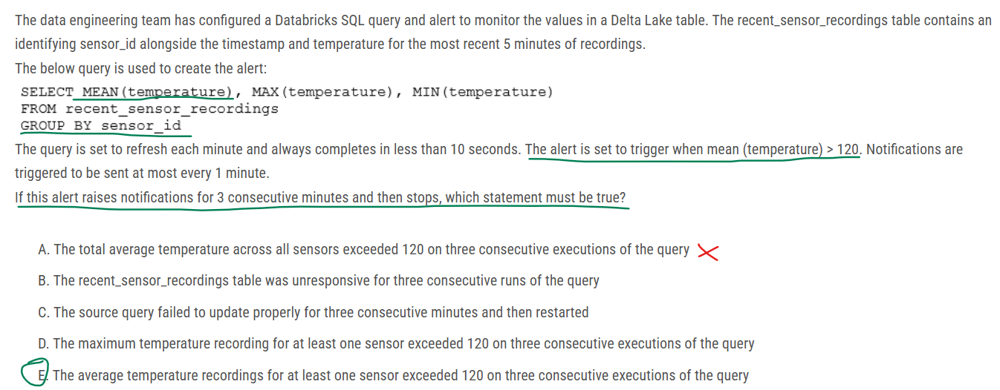 The data engineering team has configured a Databricks SQL query and alert to monitor the values in a Delta Lake table. The recent_sensor_recordings table contains an
identifying sensor_id alongside the timestamp and temperature for the most recent 5 minutes of recordings.
The below query is used to create the alert:
SELECT MEAN(temperature), MAX(temperature), MIN(temperature)
FROM recent_sensor_recordings
GROUP BY sensor_id
The query is set to refresh each minute and always completes in less than 10 seconds. The alert is set to trigger when mean (temperature) > 120. Notifications are
triggered to be sent at most every 1 minute.
If this alert raises notifications for 3 consecutive minutes and then stops, which statement must be true?
A. The total average temperature across all sensors exceeded 120 on three consecutive executions of the query
B. The recent_sensor_recordings table was unresponsive for three consecutive runs of the query
C. The source query failed to update properly for three consecutive minutes and then restarted
D. The maximum temperature recording for at least one sensor exceeded 120 on three consecutive executions of the query
E. The average temperature recordings for at least one sensor exceeded 120 on three consecutive executions of the query